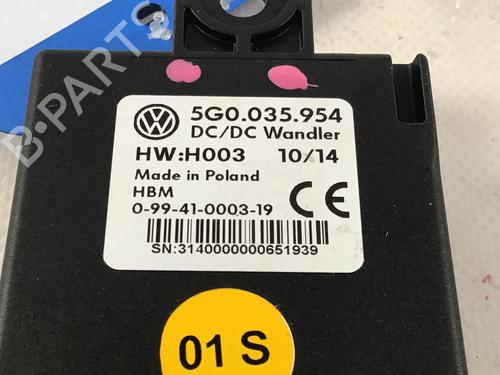 5G0.035.954
DC/DC Wandler
HW:H003 10/14
Made in Poland
HBM
0-99-41-0003-19
CE
SN:3140000000651939
01 S
B-PARTS